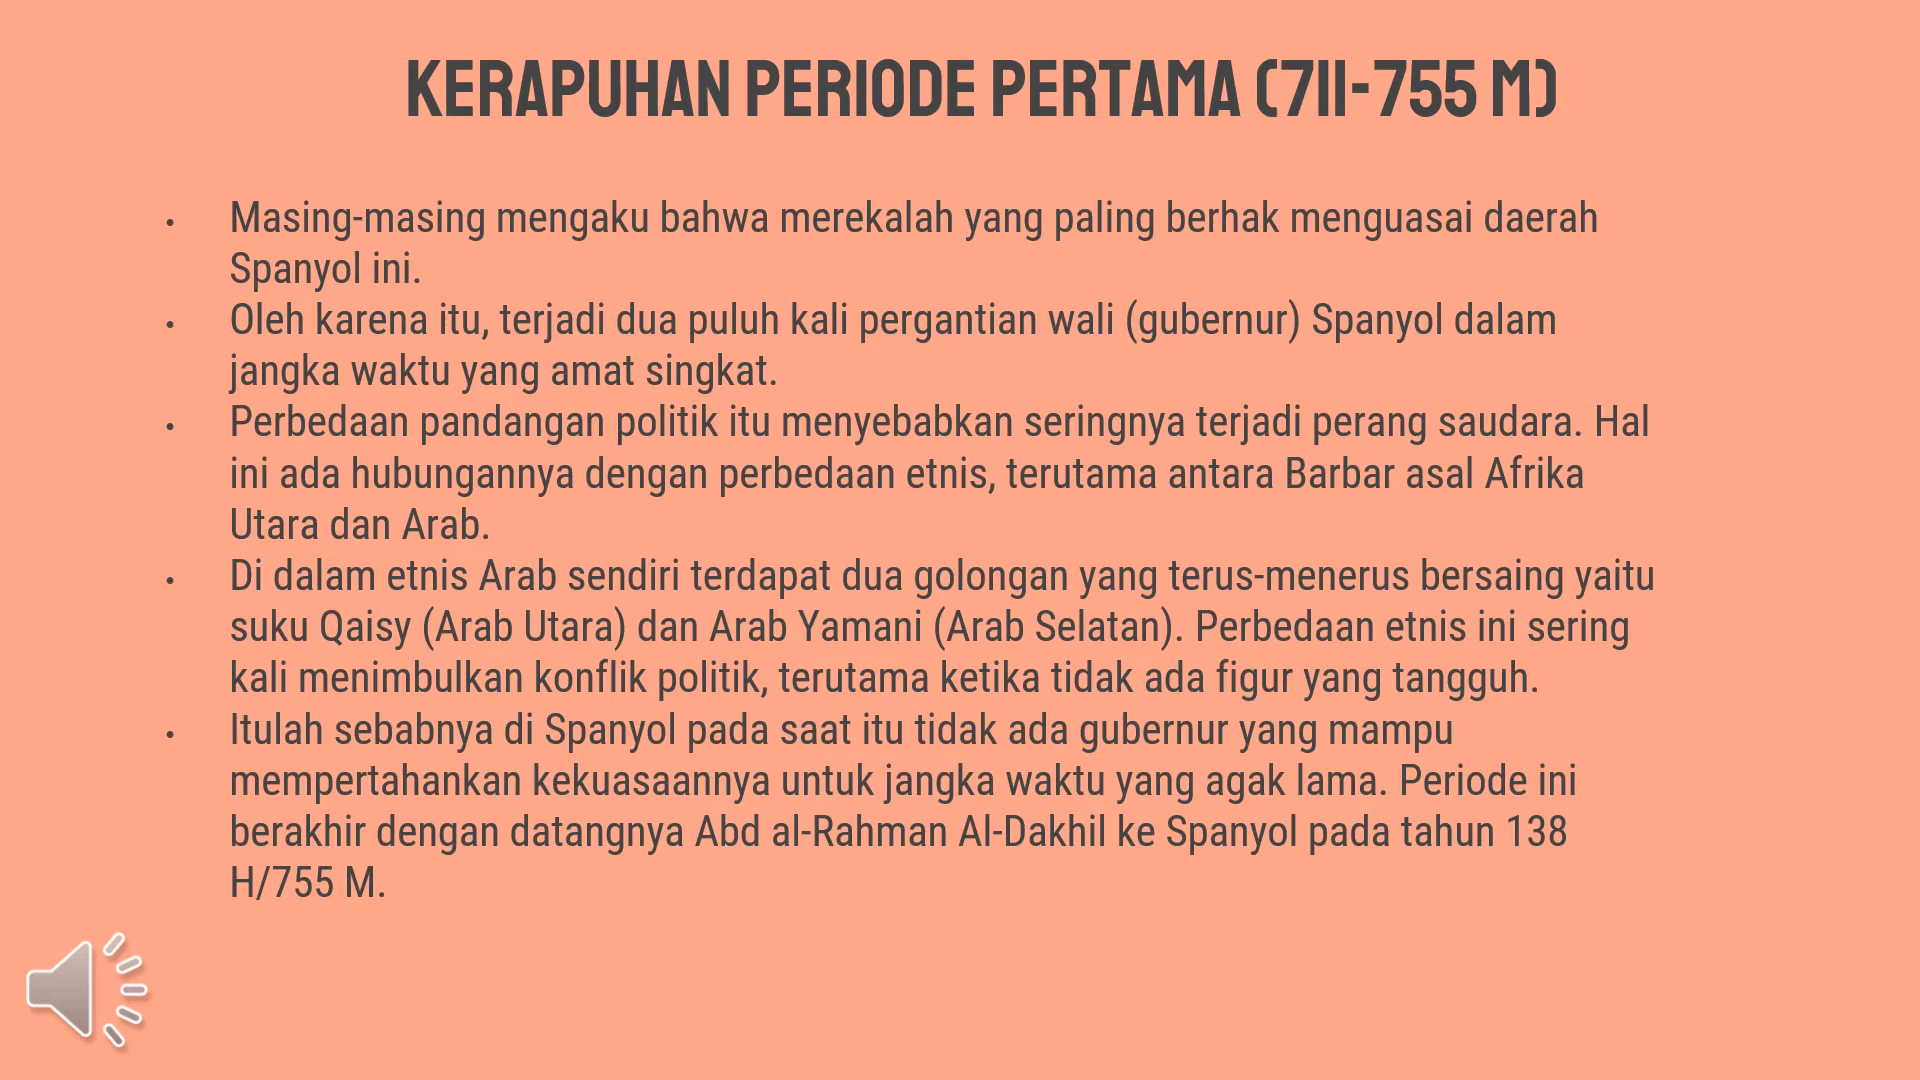 KERAPUHAN PERIODE PERTAMA (711-755 M)
• Masing-masing mengaku bahwa merekalah yang paling berhak menguasai daerah
Spanyol ini.
• Oleh karena itu, terjadi dua puluh kali pergantian wali (gubernur) Spanyol dalam
jangka waktu yang amat singkat.
• Perbedaan pandangan politik itu menyebabkan seringnya terjadi perang saudara. Hal
ini ada hubungannya dengan perbedaan etnis, terutama antara Barbar asal Afrika
Utara dan Arab.
• Di dalam etnis Arab sendiri terdapat dua golongan yang terus-menerus bersaing yaitu
suku Qaisy (Arab Utara) dan Arab Yamani (Arab Selatan). Perbedaan etnis ini sering
kali menimbulkan konflik politik, terutama ketika tidak ada figur yang tangguh.
• Itulah sebabnya di Spanyol pada saat itu tidak ada gubernur yang mampu
mempertahankan kekuasaannya untuk jangka waktu yang agak lama. Periode ini
berakhir dengan datangnya Abd al-Rahman Al-Dakhil ke Spanyol pada tahun 138
H/755 M.